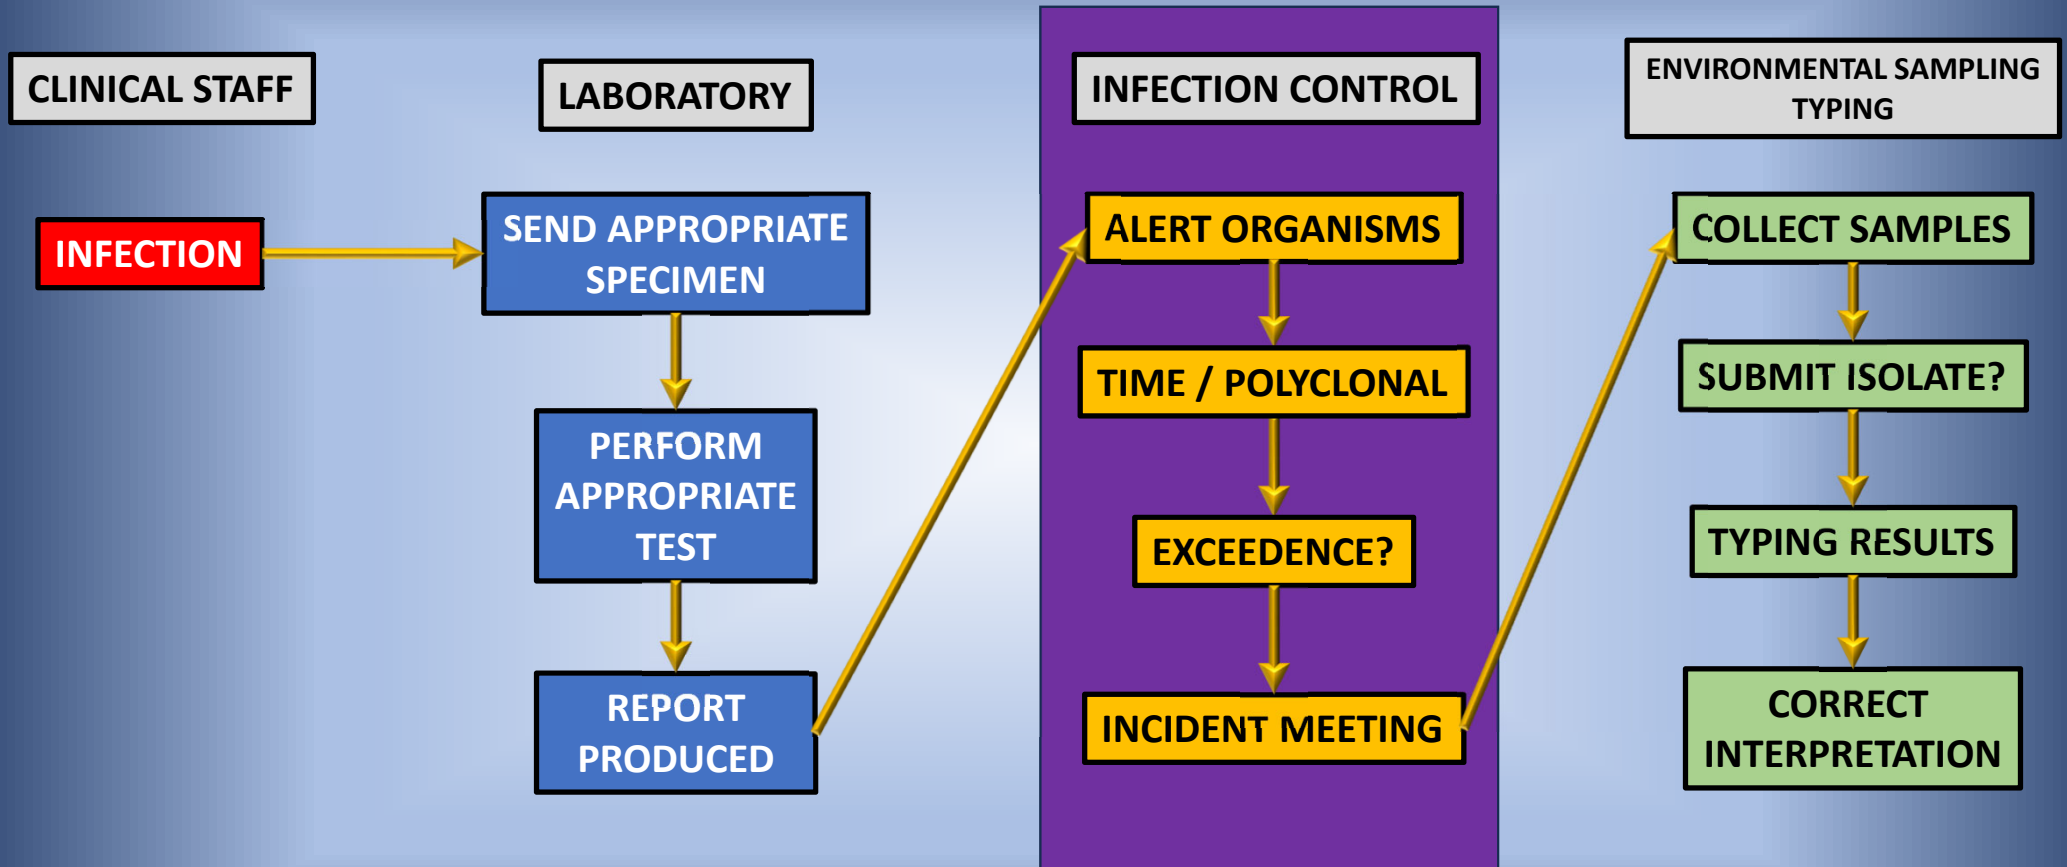 CLINICAL STAFF
INFECTION
LABORATORY
SEND APPROPRIATE
SPECIMEN
PERFORM
APPROPRIATE
TEST
REPORT
PRODUCED
INFECTION CONTROL
ALERT ORGANISMS
TIME / POLYCLONAL
EXCEEDENCE?
INCIDENT MEETING
ENVIRONMENTAL SAMPLING
TYPING
COLLECT SAMPLES
SUBMIT ISOLATE?
TYPING RESULTS
CORRECT
INTERPRETATION